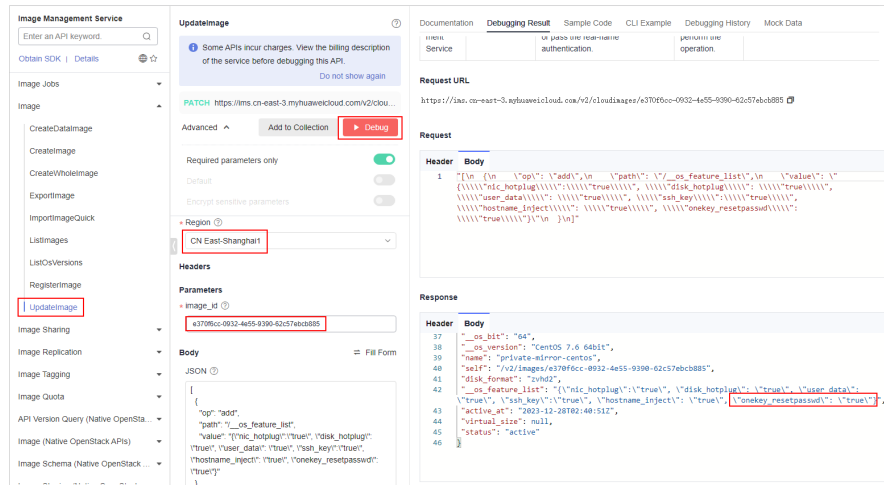 Image Management Service
Enter an API keyword.
Obtain SDK | Details
Image Jobs
Image
CreateDataImage
CreateImage
CreateWholeImage
ExportImage
ImportImageQuick
ListImages
ListOsVersions
RegisterImage
UpdateImage
Image Sharing
Image Replication
Image Tagging
Image Quota
API Version Query (Native OpenSta...
Image (Native OpenStack APIs)
Image Schema (Native OpenStack ...
UpdateImage
Some APIs incur charges. View the billing description
of the service before debugging this API.
Do not show again
PATCH https://ims.cn-east-3.myhuaweicloud.com/v2/clou...
Advanced Add to Collection Debug
Required parameters only
Default
Encrypt sensitive parameters
* Region
CN East-Shanghai1
Headers
Parameters
* image_id
e370f6cc-0932-4e55-9390-62c57ebcb885
Body Fill Form
JSON
[
{
"op": "add",
"path": "/__os_feature_list",
"value": "{\"nic_hotplug\":\"true\", \"disk_hotplug\":
\"true\", \"user_data\": \"true\", \"ssh_key\":\"true\",
\"hostname_inject\": \"true\", \"onekey_resetpasswd\":
\"true\"}"
}
Documentation Debugging Result Sample Code CLI Example Debugging History Mock Data
ment or pass the real-name perform the
Service authentication. operation.
Request URL
https://ims.cn-east-3.myhuaweicloud.com/v2/cloudimages/e370f6cc-0932-4e55-9390-62c57ebcb885
Request
Header Body
1 "[\n {\n \"op\": \"add\",\n \"path\": \"/__os_feature_list\",\n \"value\": \"
{\\\\\"nic_hotplug\\\\\":\\\\\"true\\\\\", \\\\\"disk_hotplug\\\\\": \\\\\"true\\\\\",
\\\\\"user_data\\\\\": \\\\\"true\\\\\", \\\\\"ssh_key\\\\\":\\\\\"true\\\\\",
\\\\\"hostname_inject\\\\\": \\\\\"true\\\\\", \\\\\"onekey_resetpasswd\\\\\":
\\\\\"true\\\\\"}\"\n }\n]"
Response
Header Body
37 "__os_bit": "64",
38 "__os_version": "CentOS 7.6 64bit",
39 "name": "private-mirror-centos",
40 "self": "/v2/images/e370f6cc-0932-4e55-9390-62c57ebcb885",
41 "disk_format": "zvhd2",
42 "__os_feature_list": "{\"nic_hotplug\":\"true\", \"disk_hotplug\": \"true\", \"user_data\":
\"true\", \"ssh_key\":\"true\", \"hostname_inject\": \"true\", \"onekey_resetpasswd\": \"true\"}",
43 "active_at": "2023-12-28T02:40:51Z",
44 "virtual_size": null,
45 "status": "active"
46 }